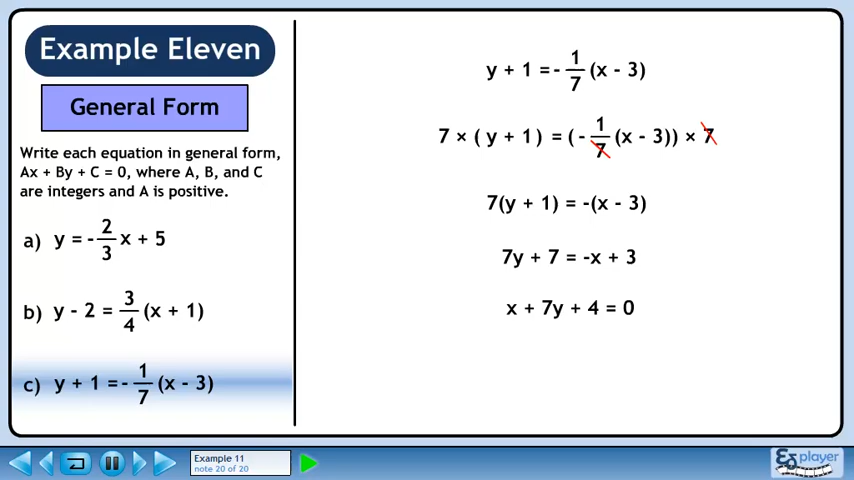 Example Eleven
General Form
Write each equation in general form,
Ax + By + C = 0, where A, B, and C
are integers and A is positive.
a) y = -2/3 x + 5
b) y - 2 = 3/4 (x + 1)
c) y + 1 = -1/7 (x - 3)
y + 1 = -1/7 (x - 3)
7 × ( y + 1 ) = (-1/7 (x - 3)) × 7
7(y + 1) = -(x - 3)
7y + 7 = -x + 3
x + 7y + 4 = 0
Example 11
note 20 of 20
player